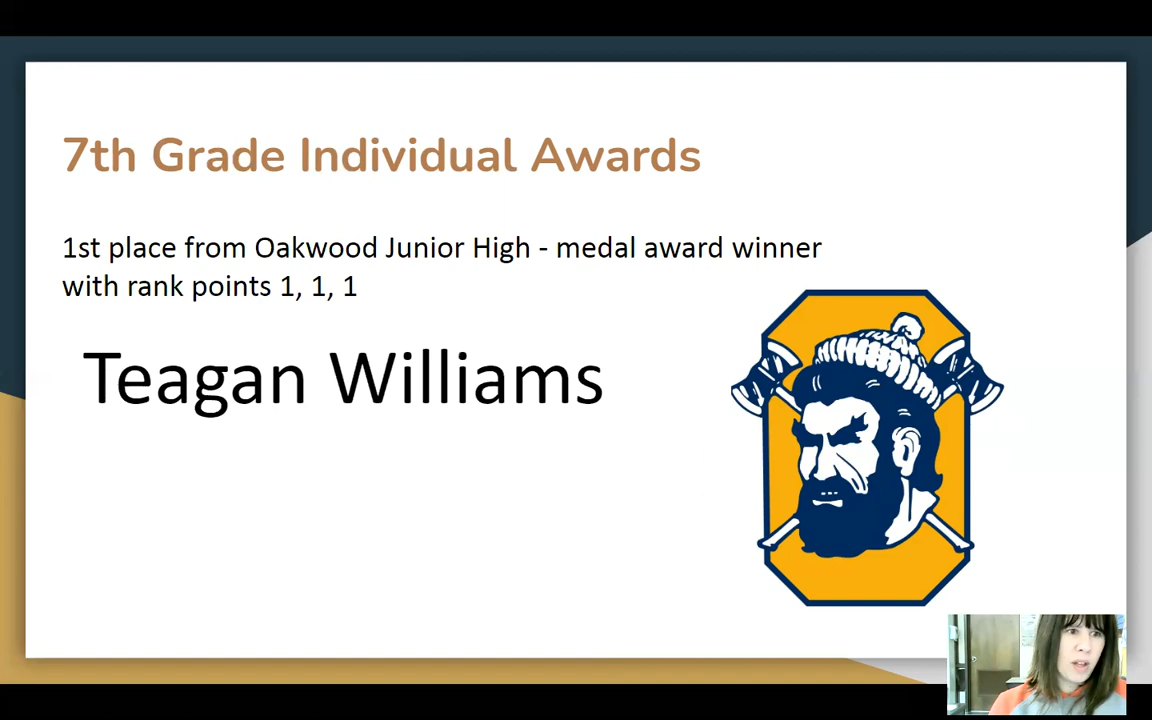 7th Grade Individual Awards
1st place from Oakwood Junior High - medal award winner
with rank points 1, 1, 1
Teagan Williams